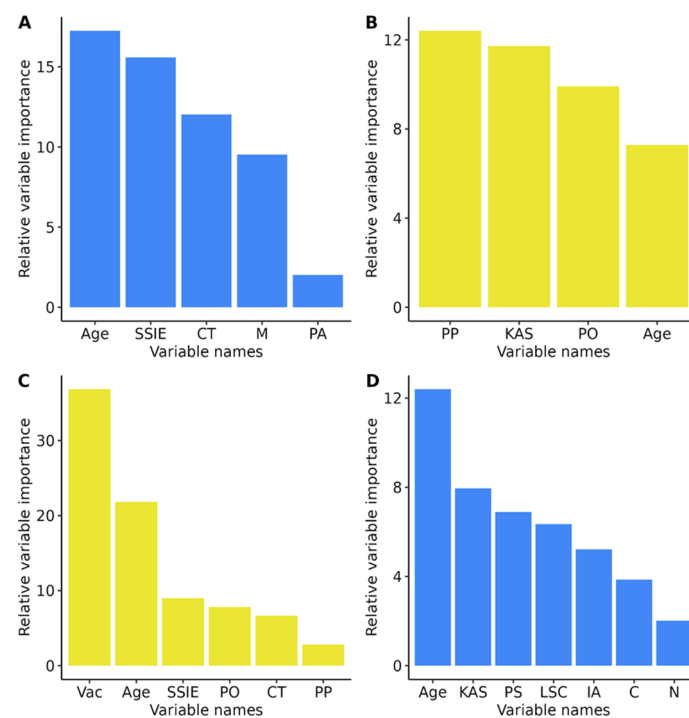 A
Relative variable importance
15
10
5
0
Age SSIE CT M PA
Variable names
B
Relative variable importance
12
8
4
0
PP KAS PO Age
Variable names
C
Relative variable importance
30
20
10
0
Vac Age SSIE PO CT PP
Variable names
D
Relative variable importance
12
8
4
0
Age KAS PS LSC IA C N
Variable names